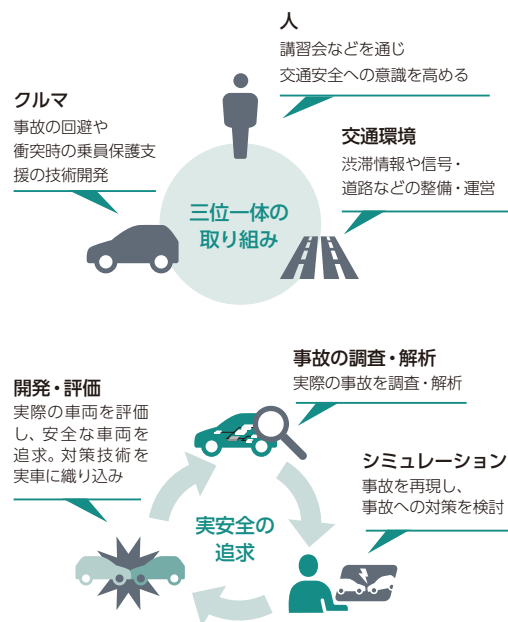 人
講習会などを通じ
交通安全への意識を高める
クルマ
事故の回避や
衝突時の乗員保護支
援の技術開発
交通環境
渋滞情報や信号・
道路などの整備・運営
三位一体の
取り組み
事故の調査・解析
実際の事故を調査・解析
開発・評価
実際の車両を評価
し、安全な車両を
追求。対策技術を
実車に織り込み
シミュレーション
事故を再現し、
事故への対策を検討
実安全の
追求